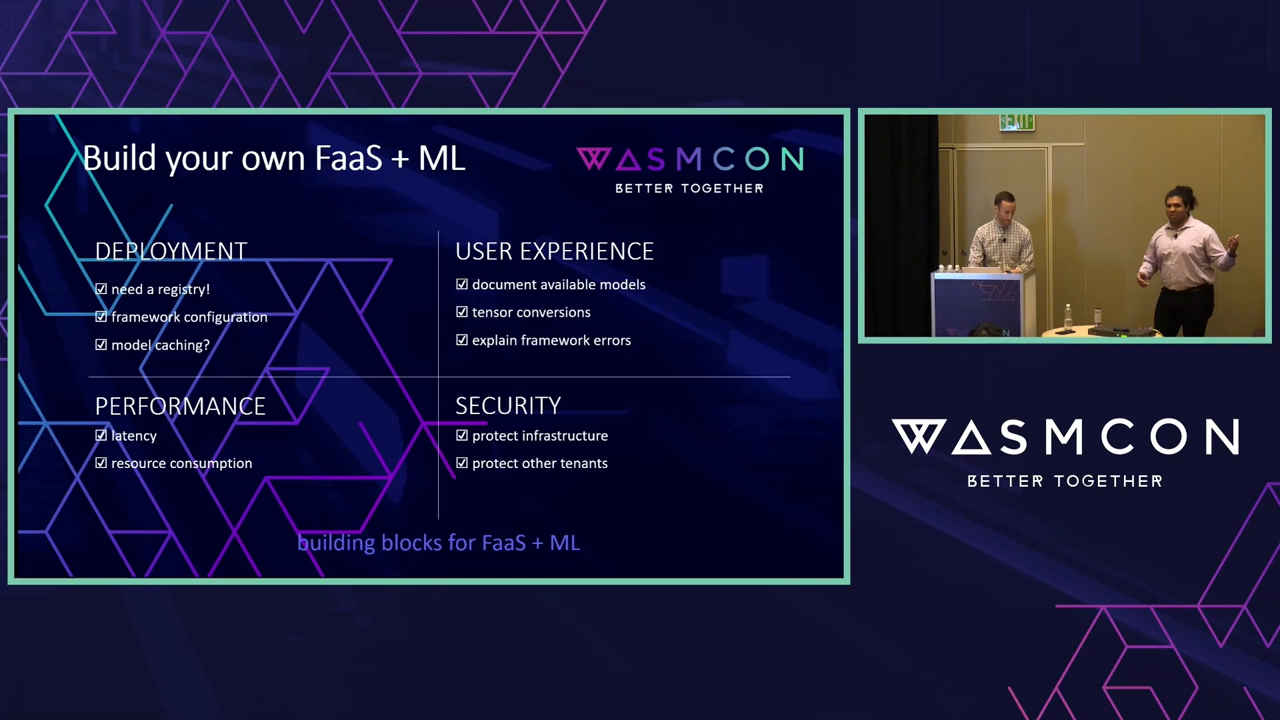 Build your own FaaS + ML
WASMCON
BETTER TOGETHER
DEPLOYMENT
☑ need a registry!
☑ framework configuration
☑ model caching?
USER EXPERIENCE
☑ document available models
☑ tensor conversions
☑ explain framework errors
PERFORMANCE
☑ latency
☑ resource consumption
SECURITY
☑ protect infrastructure
☑ protect other tenants
building blocks for FaaS + ML
EXIT
WASMCON
WASMCON
BETTER TOGETHER